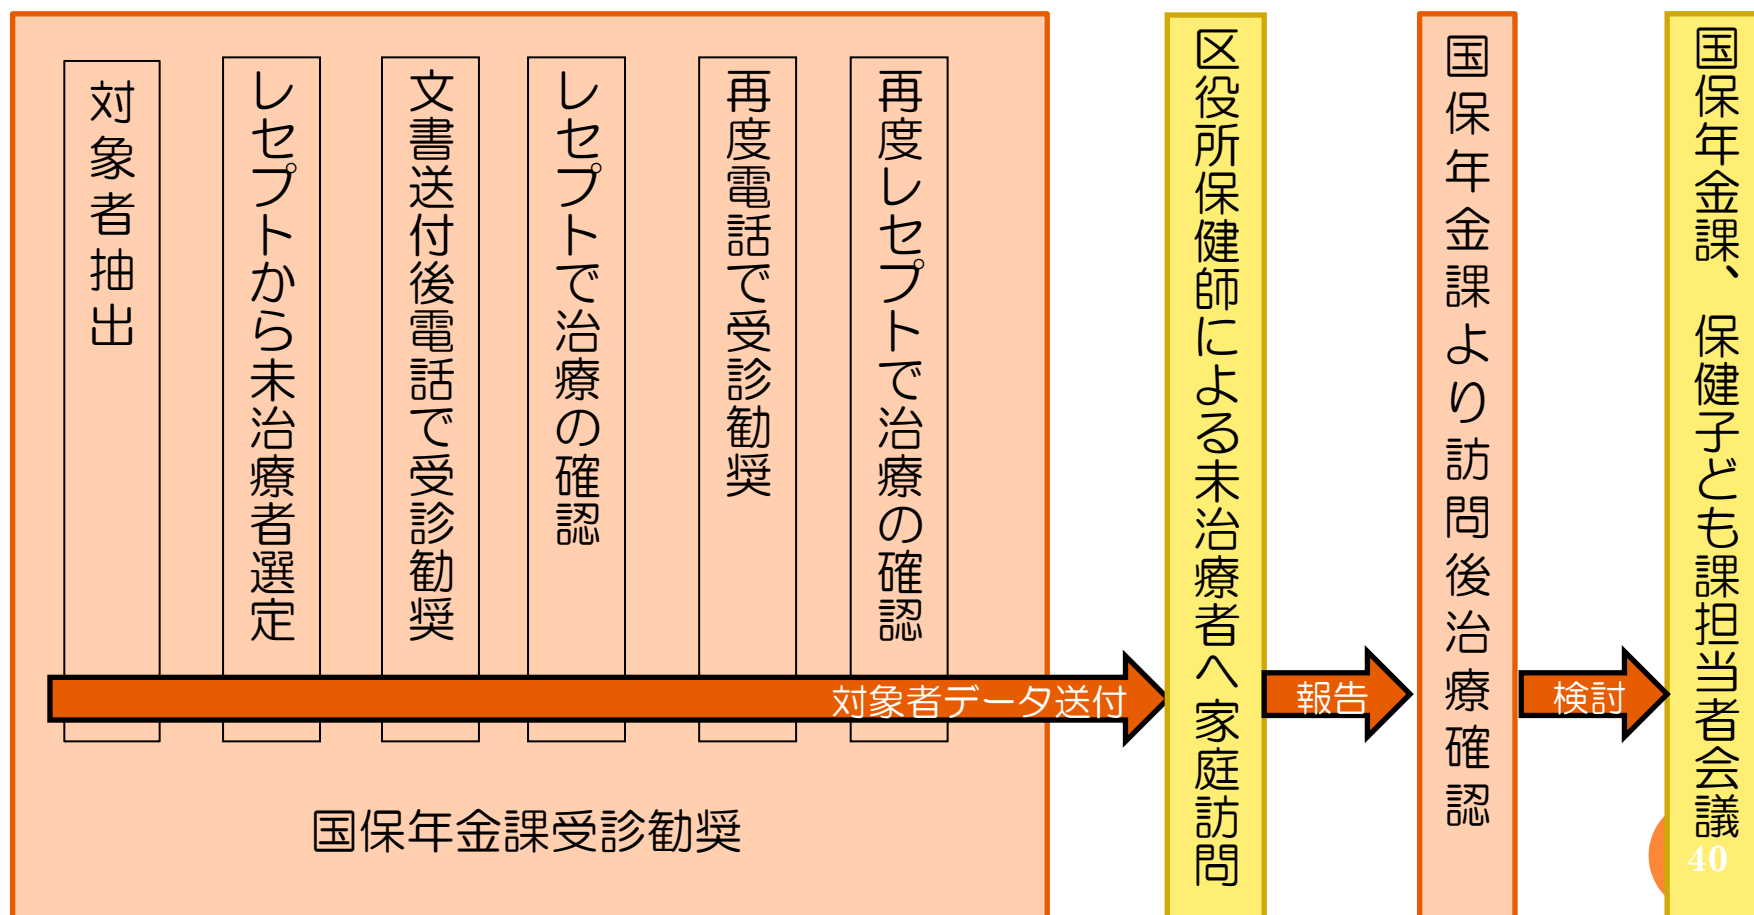 対象者抽出
レセプトから未治療者選定
文書送付後電話で受診勧奨
レセプトで治療の確認
再度電話で受診勧奨
再度レセプトで治療の確認
対象者データ送付
国保年金課受診勧奨
区役所保健師による未治療者へ家庭訪問
報告
国保年金課より訪問後治療確認
検討
国保年金課、保健子ども課担当者会議
40